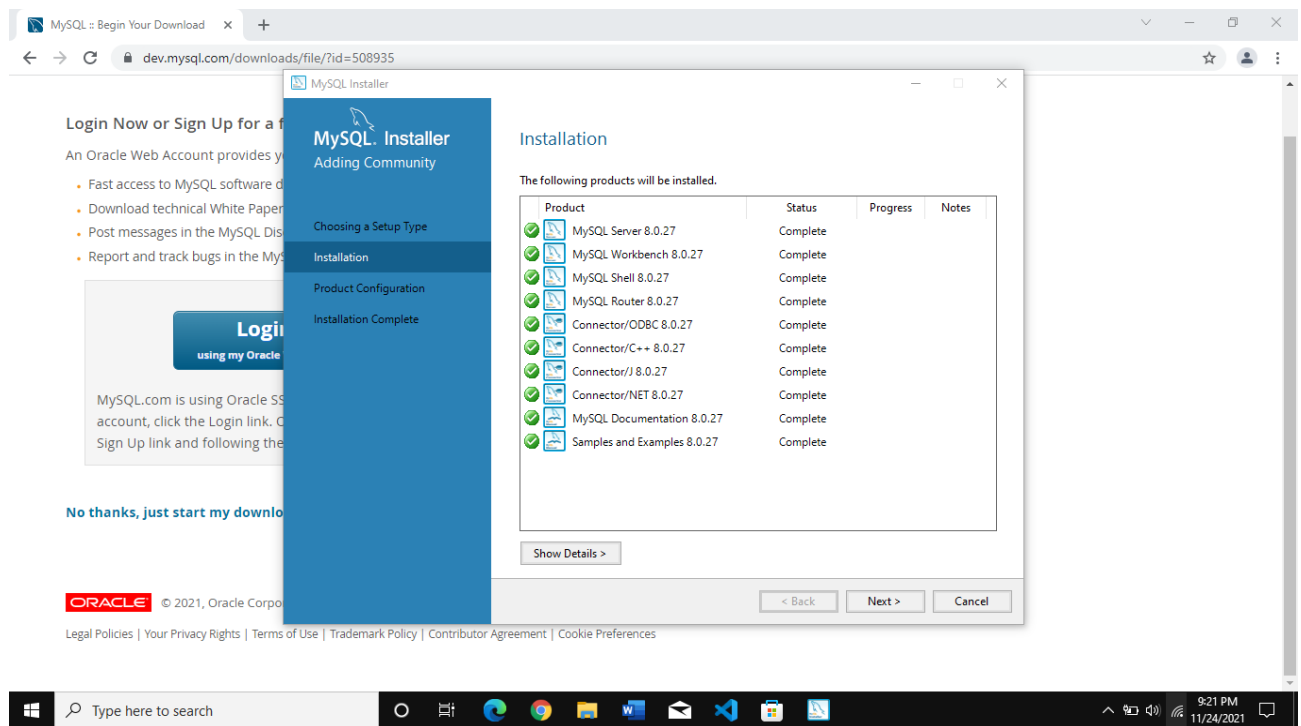 MySQL :: Begin Your Download
dev.mysql.com/downloads/file/?id=508935
Login Now or Sign Up for a f
An Oracle Web Account provides y
Fast access to MySQL software d
Download technical White Paper
Post messages in the MySQL Dis
Report and track bugs in the MyS
Logi
using my Oracle
MySQL.com is using Oracle SS
account, click the Login link. O
Sign Up link and following the
No thanks, just start my downlo
ORACLE © 2021, Oracle Corpo
Legal Policies | Your Privacy Rights | Terms of Use | Trademark Policy | Contributor Agreement | Cookie Preferences
MySQL Installer
MySQL. Installer
Adding Community
Choosing a Setup Type
Installation
Product Configuration
Installation Complete
Installation
The following products will be installed.
Product Status Progress Notes
MySQL Server 8.0.27 Complete
MySQL Workbench 8.0.27 Complete
MySQL Shell 8.0.27 Complete
MySQL Router 8.0.27 Complete
Connector/ODBC 8.0.27 Complete
Connector/C++ 8.0.27 Complete
Connector/J 8.0.27 Complete
Connector/NET 8.0.27 Complete
MySQL Documentation 8.0.27 Complete
Samples and Examples 8.0.27 Complete
Show Details >
< Back Next > Cancel
Type here to search
9:21 PM
11/24/2021